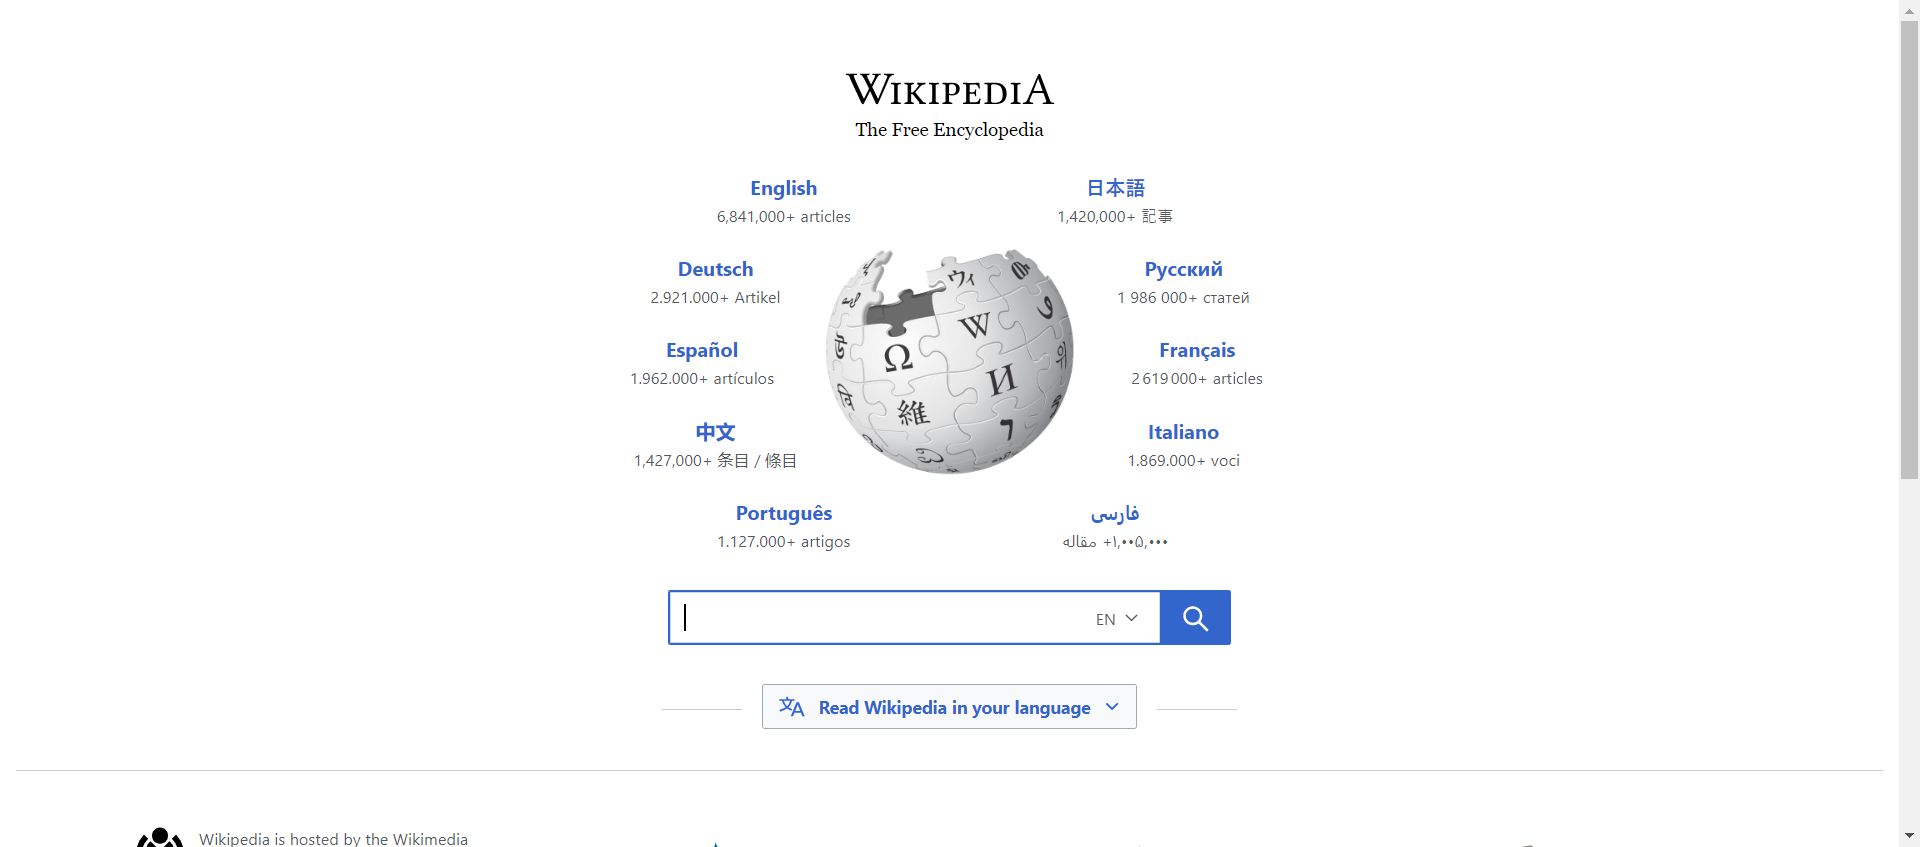 WIKIPEDIA
The Free Encyclopedia
English
6,841,000+ articles
日本語
1,420,000+ 記事
Deutsch
2.921.000+ Artikel
Русский
1 986 000+ статей
Español
1.962.000+ artículos
Français
2 619 000+ articles
中文
1,427,000+ 条目 / 條目
Italiano
1.869.000+ voci
Português
1.127.000+ artigos
فارسی
۱٬۰۰۵٬۰۰۰+ مقاله
Ω
W
И
維
ウィ
EN
Read Wikipedia in your language
Wikipedia is hosted by the Wikimedia